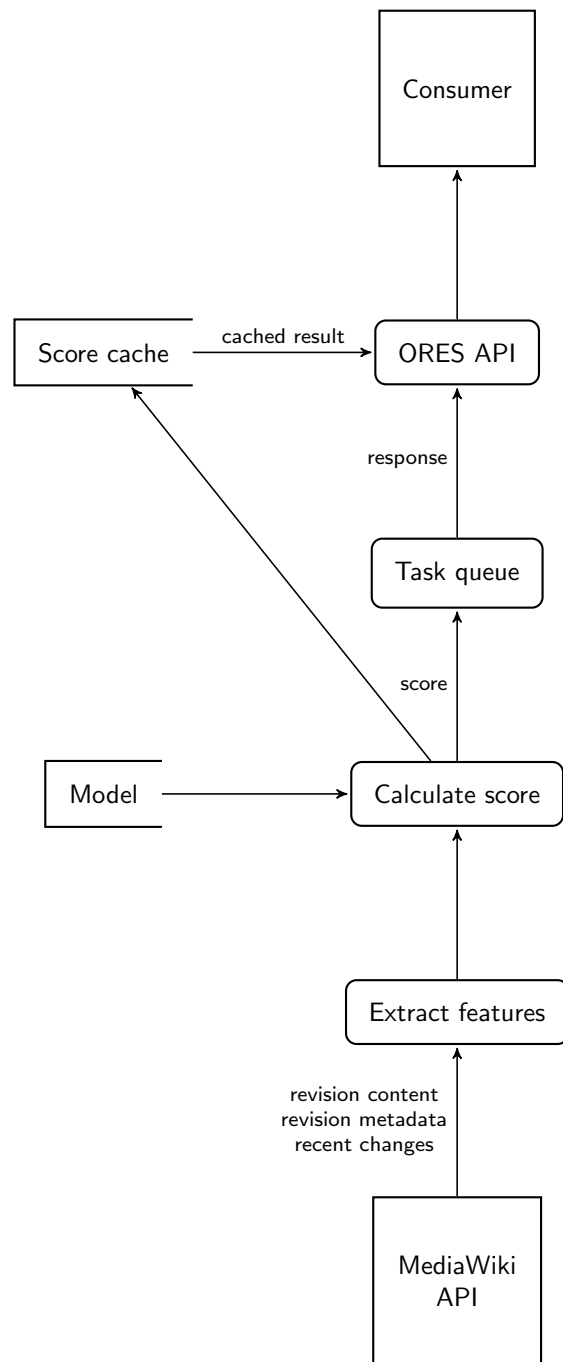 Consumer
Score cache
cached result
ORES API
response
Task queue
score
Model
Calculate score
Extract features
revision content
revision metadata
recent changes
MediaWiki
API